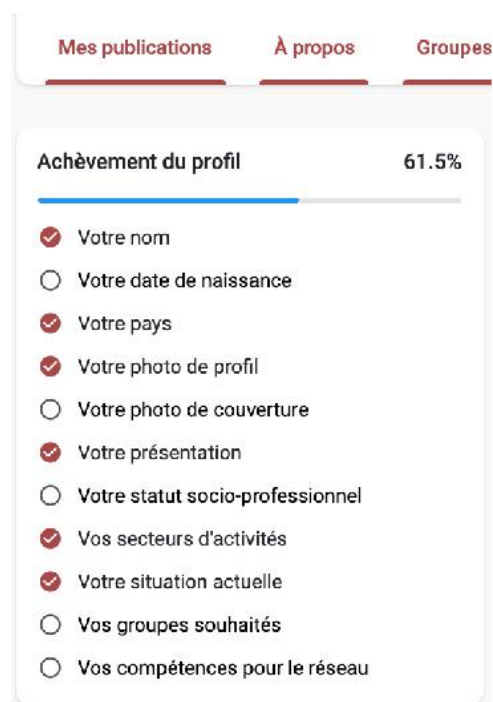 Mes publications À propos Groupes
Achèvement du profil 61.5%
Votre nom
Votre date de naissance
Votre pays
Votre photo de profil
Votre photo de couverture
Votre présentation
Votre statut socio-professionnel
Vos secteurs d'activités
Votre situation actuelle
Vos groupes souhaités
Vos compétences pour le réseau